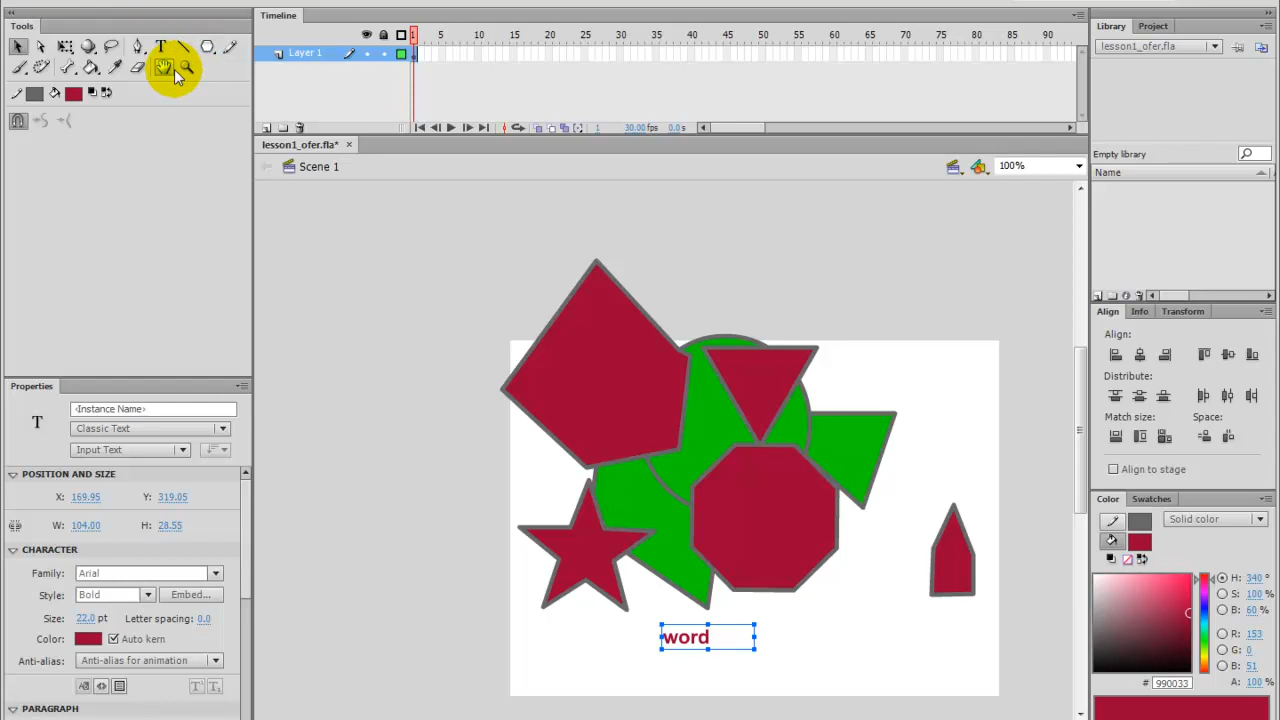 Tools
Timeline
1 5 10 15 20 25 30 35 40 45 50 55 60 65 70 75 80 85 90
Layer 1
1 30.00 fps 0.0 s
lesson1_ofer.fla*
Scene 1
100%
Library Project
lesson1_ofer.fla
Empty library
Name
Align Info Transform
Align:
Distribute:
Match size: Space:
Align to stage
Color Swatches
Solid color
H: 340 °
S: 100 %
B: 60 %
R: 153
G: 0
B: 51
# 990033 A: 100 %
Properties
<Instance Name>
Classic Text
Input Text
POSITION AND SIZE
X: 169.95 Y: 319.05
W: 104.00 H: 28.55
CHARACTER
Family: Arial
Style: Bold Embed...
Size: 22.0 pt Letter spacing: 0.0
Color: Auto kern
Anti-alias: Anti-alias for animation
PARAGRAPH
word